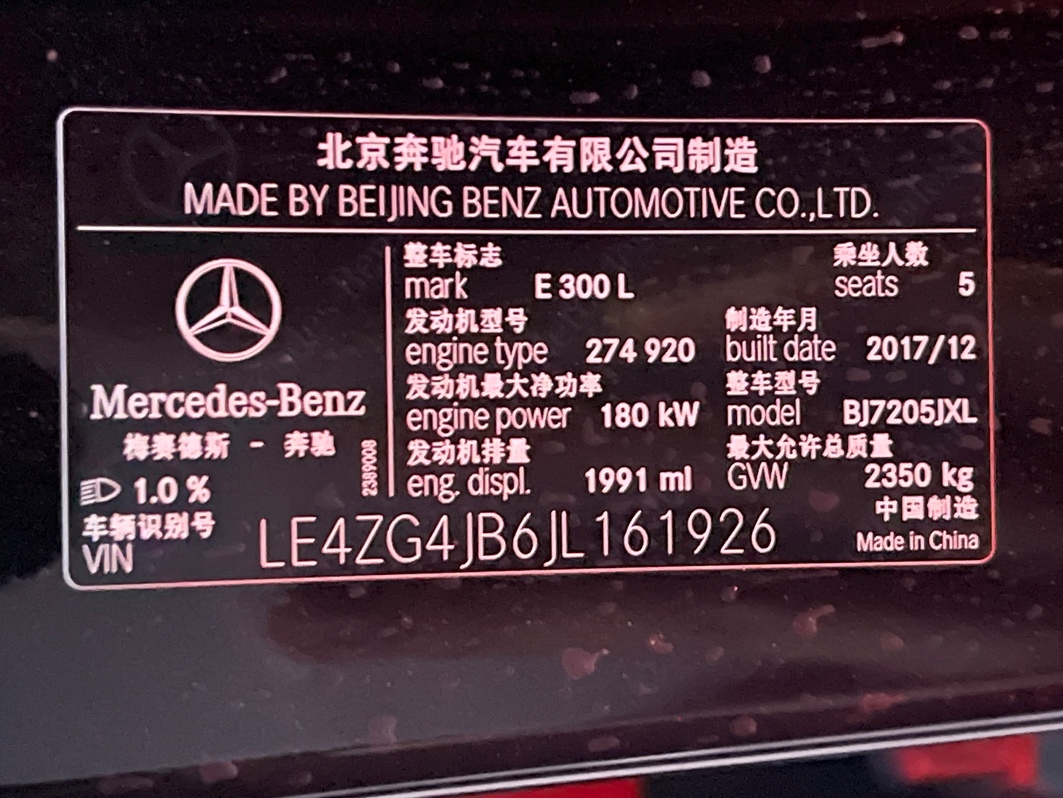 北京奔驰汽车有限公司制造
MADE BY BEIJING BENZ AUTOMOTIVE CO.,LTD.
Mercedes-Benz
梅赛德斯 - 奔驰
1.0 %
2389008
整车标志 乘坐人数
mark E 300 L seats 5
发动机型号 制造年月
engine type 274 920 built date 2017/12
发动机最大净功率 整车型号
engine power 180 kW model BJ7205JXL
发动机排量 最大允许总质量
eng. displ. 1991 ml GVW 2350 kg
中国制造
Made in China
车辆识别号
VIN LE4ZG4JB6JL161926